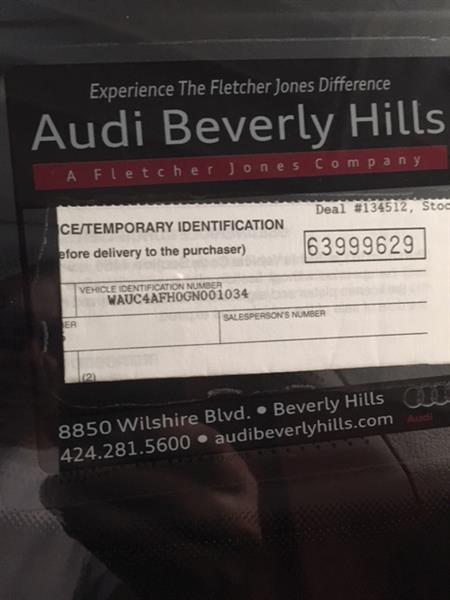 Experience The Fletcher Jones Difference
Audi Beverly Hills
A Fletcher Jones Company
Deal #134512, Stoc
CE/TEMPORARY IDENTIFICATION
efore delivery to the purchaser)
63999629
VEHICLE IDENTIFICATION NUMBER
WAUC4AFH0GN001034
ER
SALESPERSON'S NUMBER
(2)
8850 Wilshire Blvd. • Beverly Hills
424.281.5600 • audibeverlyhills.com
Audi